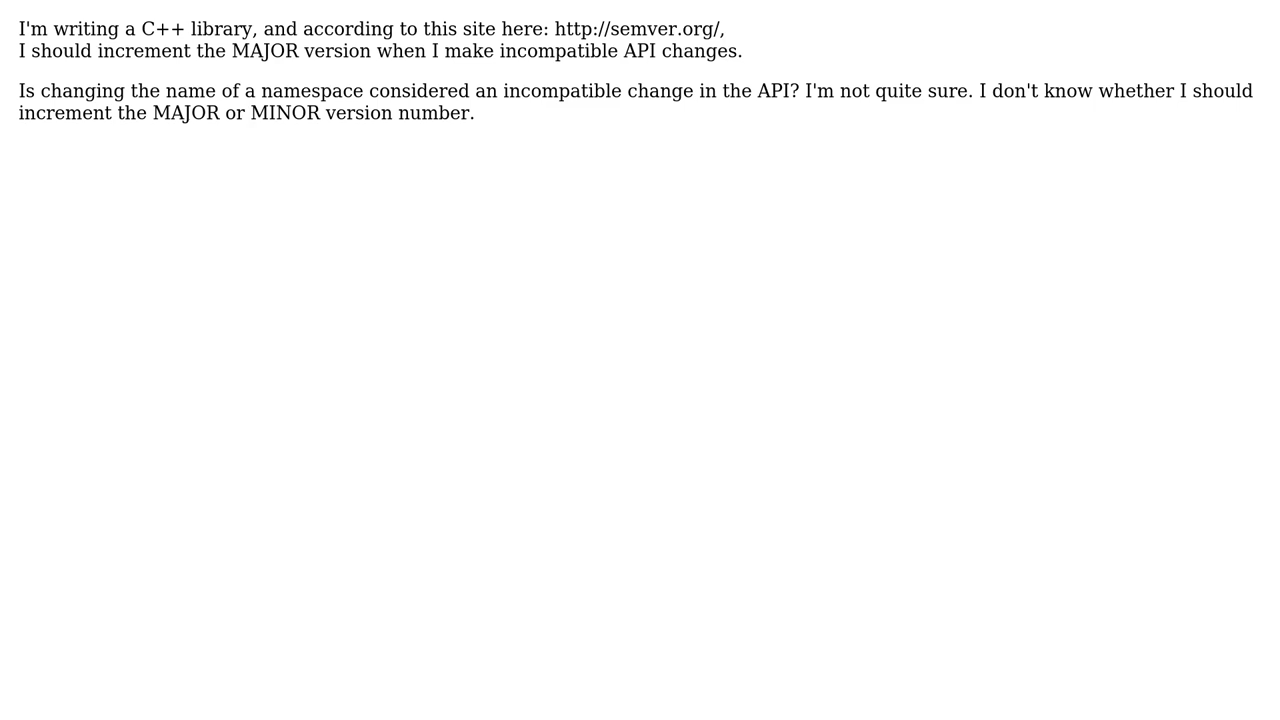 I'm writing a C++ library, and according to this site here: http://semver.org/,
I should increment the MAJOR version when I make incompatible API changes.
Is changing the name of a namespace considered an incompatible change in the API? I'm not quite sure. I don't know whether I should
increment the MAJOR or MINOR version number.